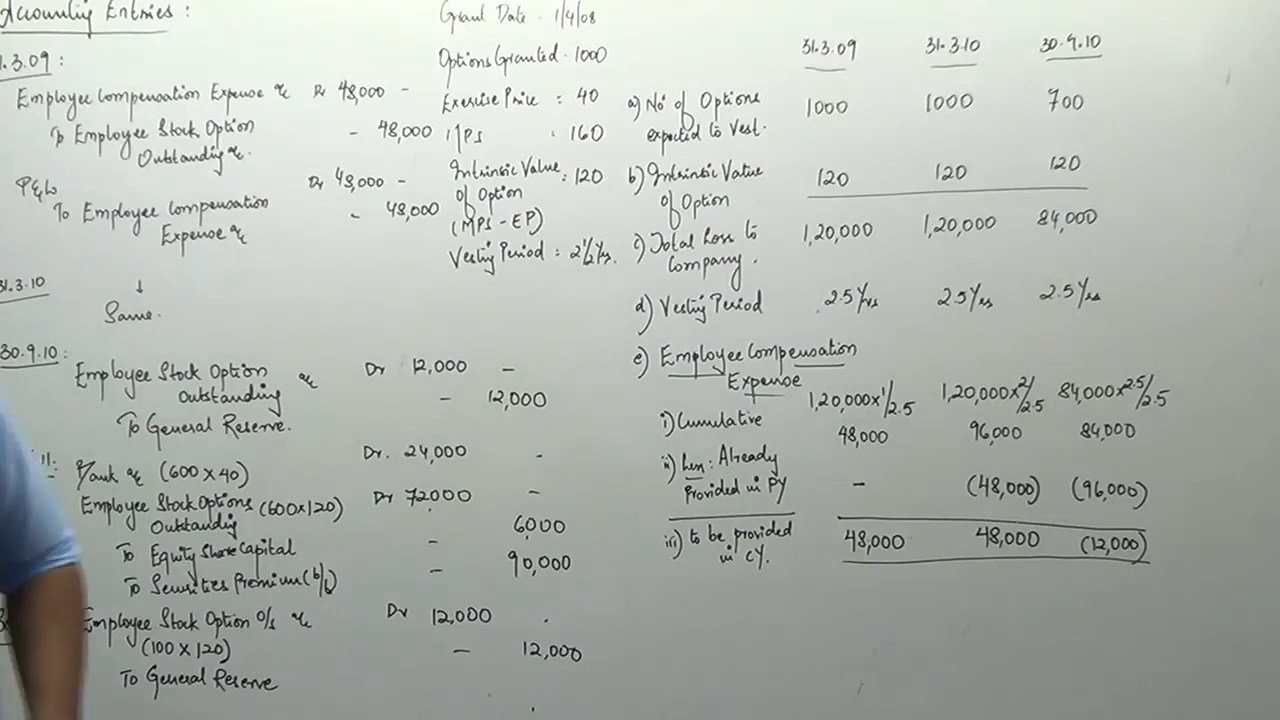 Accounting Entries :
1.3.09 :
Employee Compensation Expense a/c Dr 48,000 -
To Employee Stock Option - 48,000
Outstanding a/c.
P&L Dr 48,000 -
To Employee Compensation - 48,000
Expense a/c
31.3.10
↓
Same.
30.9.10 :
Employee Stock Option a/c Dr 12,000 -
Outstanding - 12,000
To General Reserve.
Bank a/c (600 x 40) Dr. 24,000 -
Employee Stock Options (600x120) Dr 72000 -
Outstanding 6000
To Equity Share Capital -
To Securities Premium (b/f) - 90,000
Employee Stock Option o/s a/c Dr 12,000 .
(100 x 120) - 12,000
To General Reserve
Grant Date - 1/4/08
Options Granted - 1000
Exercise Price : 40
MPS : 160
Intrinsic Value : 120
of Option
(MPS - EP)
Vesting Period : 2 1/2 Yrs.
31.3.09 31.3.10 30.9.10
a) No of Options 1000 1000 700
expected to Vest.
b) Intrinsic Value 120 120 120
of Option
c) Total Loss to 1,20,000 1,20,000 84,000
Company.
d) Vesting Period 2.5 Yrs 2.5 Yrs 2.5 Yrs
e) Employee Compensation
Expense 1,20,000x1/2.5 1,20,000x2/2.5 84,000x2.5/2.5
i) Cumulative 48,000 96,000 84,000
ii) Less: Already
Provided in PY - (48,000) (96,000)
iii) to be provided 48,000 48,000 (12,000)
in CY.